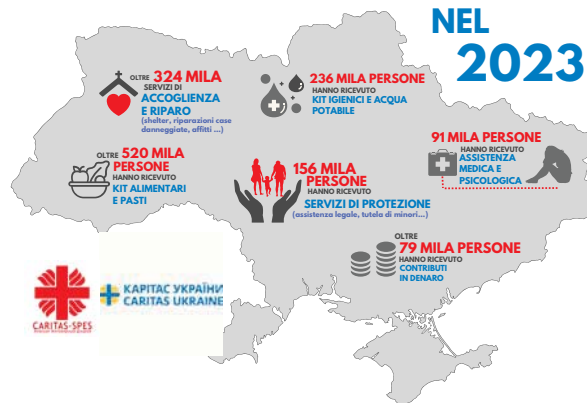 NEL
2023
OLTRE 324 MILA
SERVIZI DI
ACCOGLIENZA
E RIPARO
(shelter, riparazioni case
danneggiate, affitti ...)
236 MILA PERSONE
HANNO RICEVUTO
KIT IGIENICI E ACQUA
POTABILE
91 MILA PERSONE
HANNO RICEVUTO
ASSISTENZA
MEDICA E
PSICOLOGICA
OLTRE 520 MILA
PERSONE
HANNO RICEVUTO
KIT ALIMENTARI
E PASTI
156 MILA
PERSONE
HANNO RICEVUTO
SERVIZI DI PROTEZIONE
(assistenza legale, tutela di minori...)
OLTRE
79 MILA PERSONE
HANNO RICEVUTO
CONTRIBUTI
IN DENARO
CARITAS-SPES
КАРІТАС УКРАЇНИ
CARITAS UKRAINE